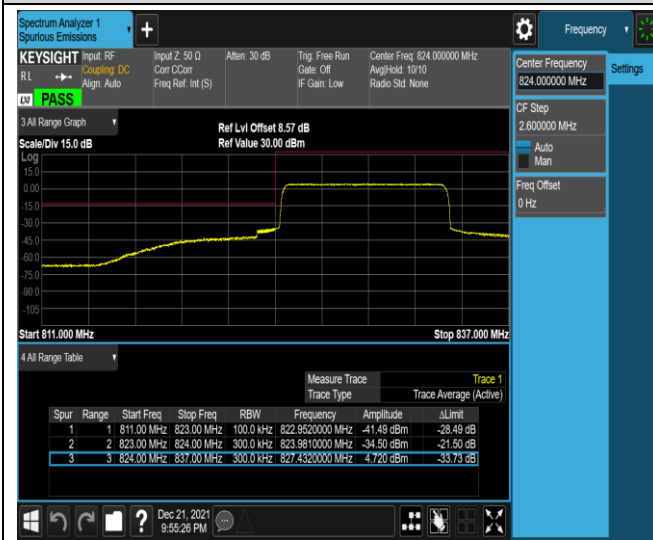 Spectrum Analyzer 1
Spurious Emissions
+
Frequency
KEYSIGHT
RL
Input: RF
Coupling: DC
Align: Auto
Input Z: 50 Ω
Corr CCorr
Freq Ref: Int (S)
Atten: 30 dB
Trig: Free Run
Gate: Off
IF Gain: Low
Center Freq: 824.000000 MHz
Avg|Hold: 10/10
Radio Std: None
LXI PASS
Center Frequency
824.000000 MHz
Settings
CF Step
2.600000 MHz
Auto
Man
Freq Offset
0 Hz
3 All Range Graph
Scale/Div 15.0 dB
Ref Lvl Offset 8.57 dB
Ref Value 30.00 dBm
Log
15.0
0.00
-15.0
-30.0
-45.0
-60.0
-75.0
-90.0
-105
Start 811.000 MHz Stop 837.000 MHz
4 All Range Table
Measure Trace Trace 1
Trace Type Trace Average (Active)
Spur Range Start Freq Stop Freq RBW Frequency Amplitude ΔLimit
1 1 811.00 MHz 823.00 MHz 100.0 kHz 822.9520000 MHz -41.49 dBm -28.49 dB
2 2 823.00 MHz 824.00 MHz 300.0 kHz 823.9810000 MHz -34.50 dBm -21.50 dB
3 3 824.00 MHz 837.00 MHz 300.0 kHz 827.4320000 MHz 4.720 dBm -33.73 dB
?
Dec 21, 2021
9:55:26 PM